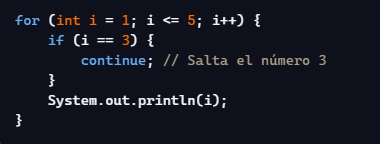 for (int i = 1; i <= 5; i++) {
    if (i == 3) {
        continue; // Salta el número 3
    }
    System.out.println(i);
}